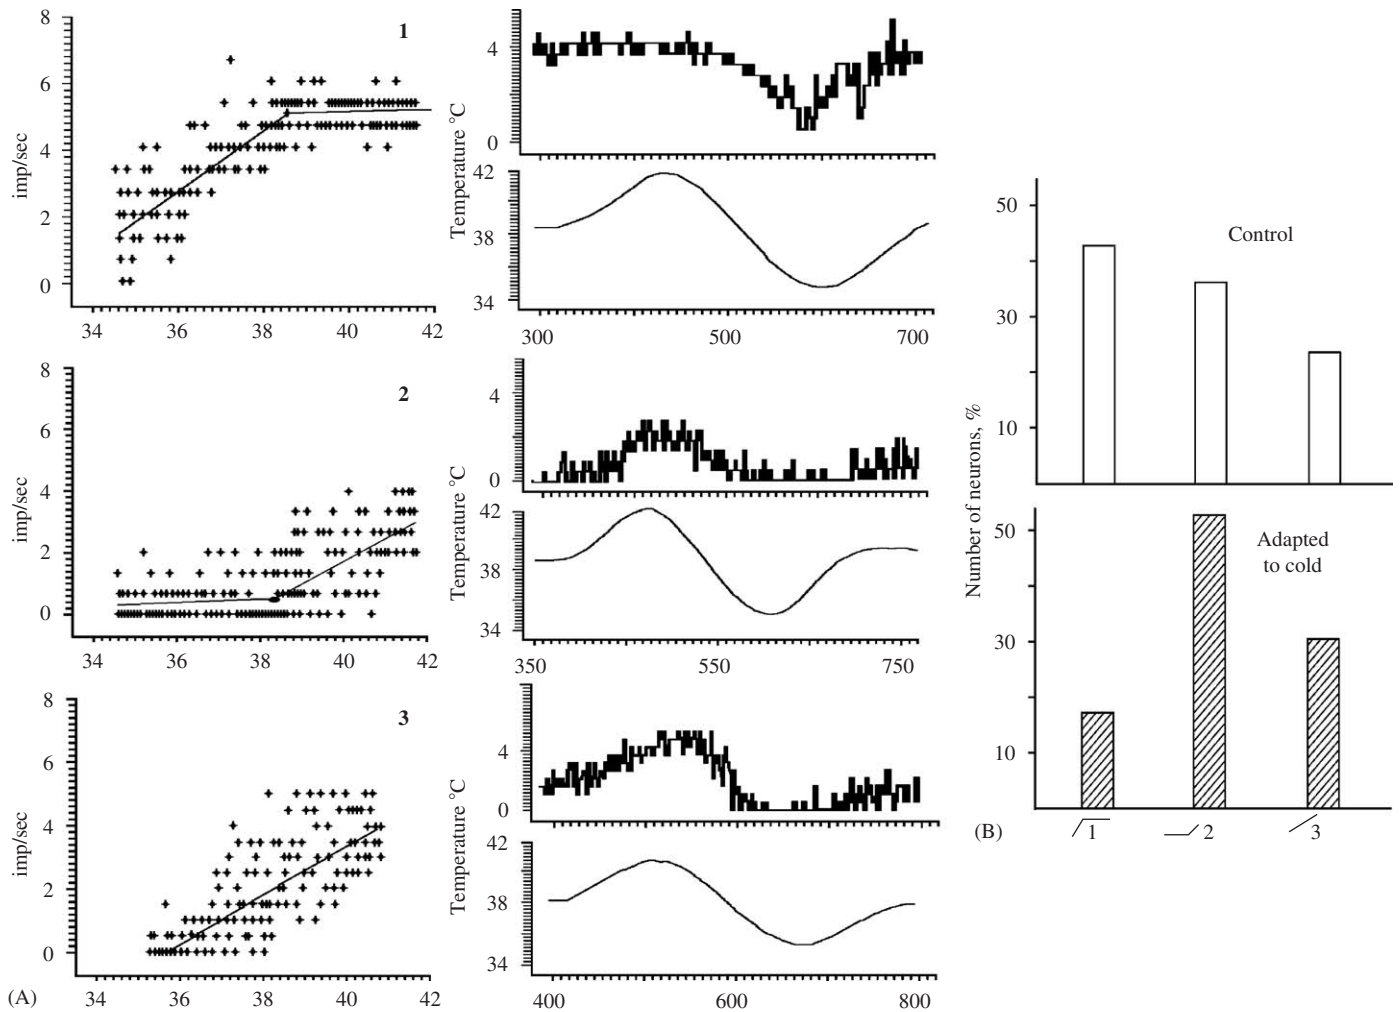 8
6
4
2
0
imp/sec
1
34 36 38 40 42
4
0
Temperature °C
42
38
34
300 500 700
8
6
4
2
0
imp/sec
2
34 36 38 40 42
4
0
Temperature °C
42
38
34
350 550 750
8
6
4
2
0
imp/sec
3
34 36 38 40 42
4
0
Temperature °C
42
38
34
400 600 800
(A)
Number of neurons, %
50
30
10
Control
50
30
10
Adapted
to cold
(B)
1 2 3